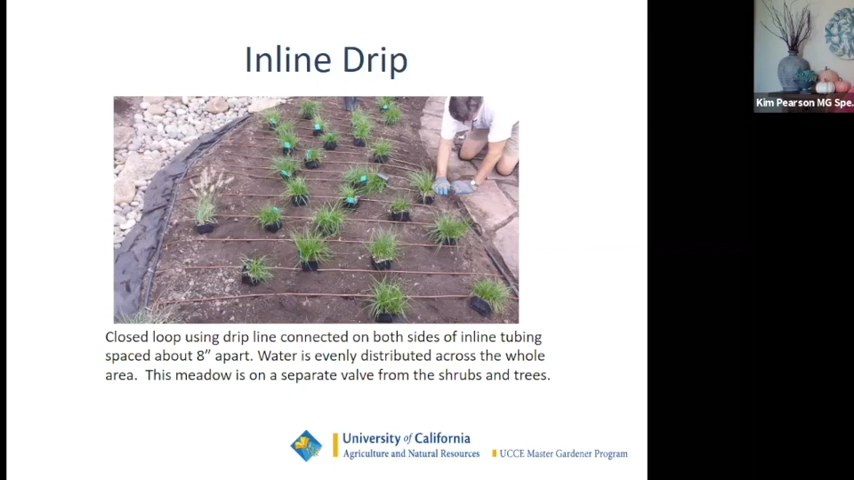 Inline Drip
Kim Pearson MG Spe...
Closed loop using drip line connected on both sides of inline tubing
spaced about 8” apart. Water is evenly distributed across the whole
area. This meadow is on a separate valve from the shrubs and trees.
University of California
Agriculture and Natural Resources
UCCE Master Gardener Program